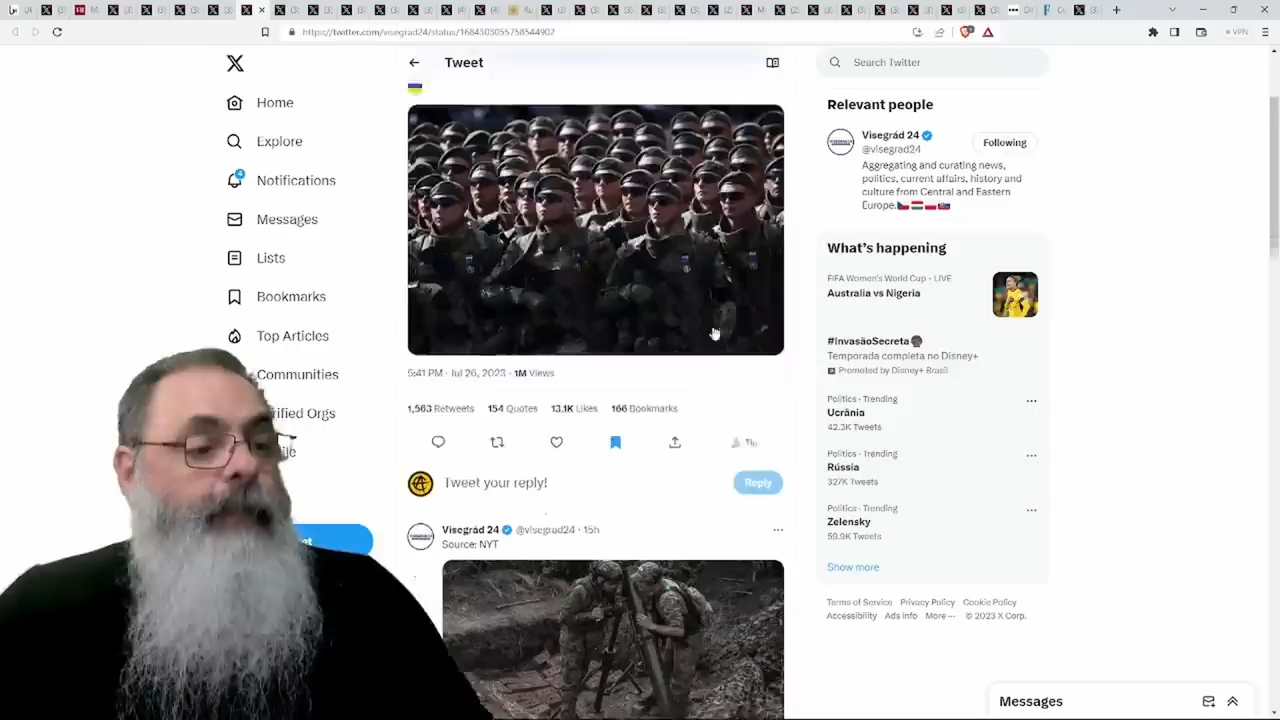 https://twitter.com/visegrad24/status/1684303055758544902
VPN
Tweet
Search Twitter
Home
Explore
4
Notifications
Messages
Lists
Bookmarks
Top Articles
Communities
ified Orgs
5:41 PM · Jul 26, 2023 · 1M Views
1,563 Retweets 154 Quotes 13.1K Likes 166 Bookmarks
Tip
Tweet your reply!
Reply
Visegrád 24 @visegrad24 · 15h
Source: NYT
Relevant people
Visegrád 24
@visegrad24
Following
Aggregating and curating news,
politics, current affairs, history and
culture from Central and Eastern
Europe.
What's happening
FIFA Women's World Cup · LIVE
Australia vs Nigeria
#InvasãoSecreta
Temporada completa no Disney+
Promoted by Disney+ Brasil
Politics · Trending
Ucrânia
42.3K Tweets
Politics · Trending
Rússia
327K Tweets
Politics · Trending
Zelensky
59.9K Tweets
Show more
Terms of Service Privacy Policy Cookie Policy
Accessibility Ads info More ··· © 2023 X Corp.
Messages